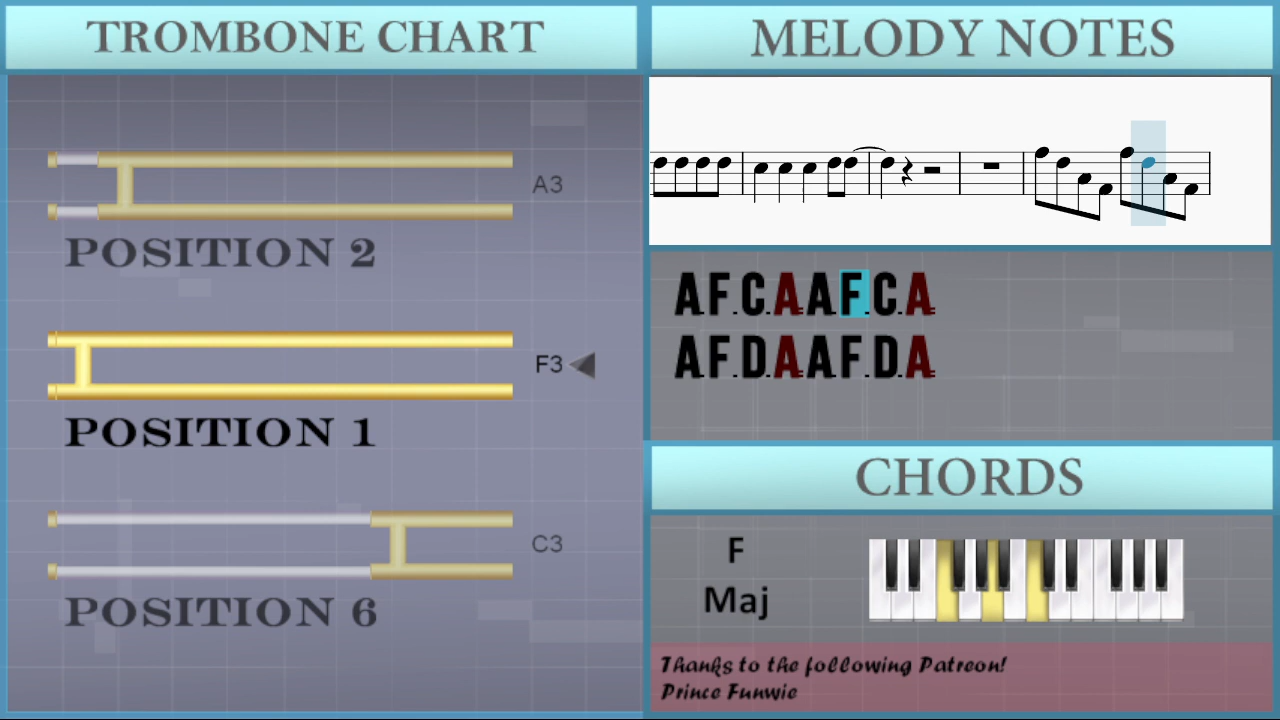 TROMBONE CHART
A3
POSITION 2
F3
POSITION 1
C3
POSITION 6
MELODY NOTES
A.F.C.A.A.F.C.A.
A.F.D.A.A.F.D.A.
CHORDS
F
Maj
Thanks to the following Patreon!
Prince Funwie